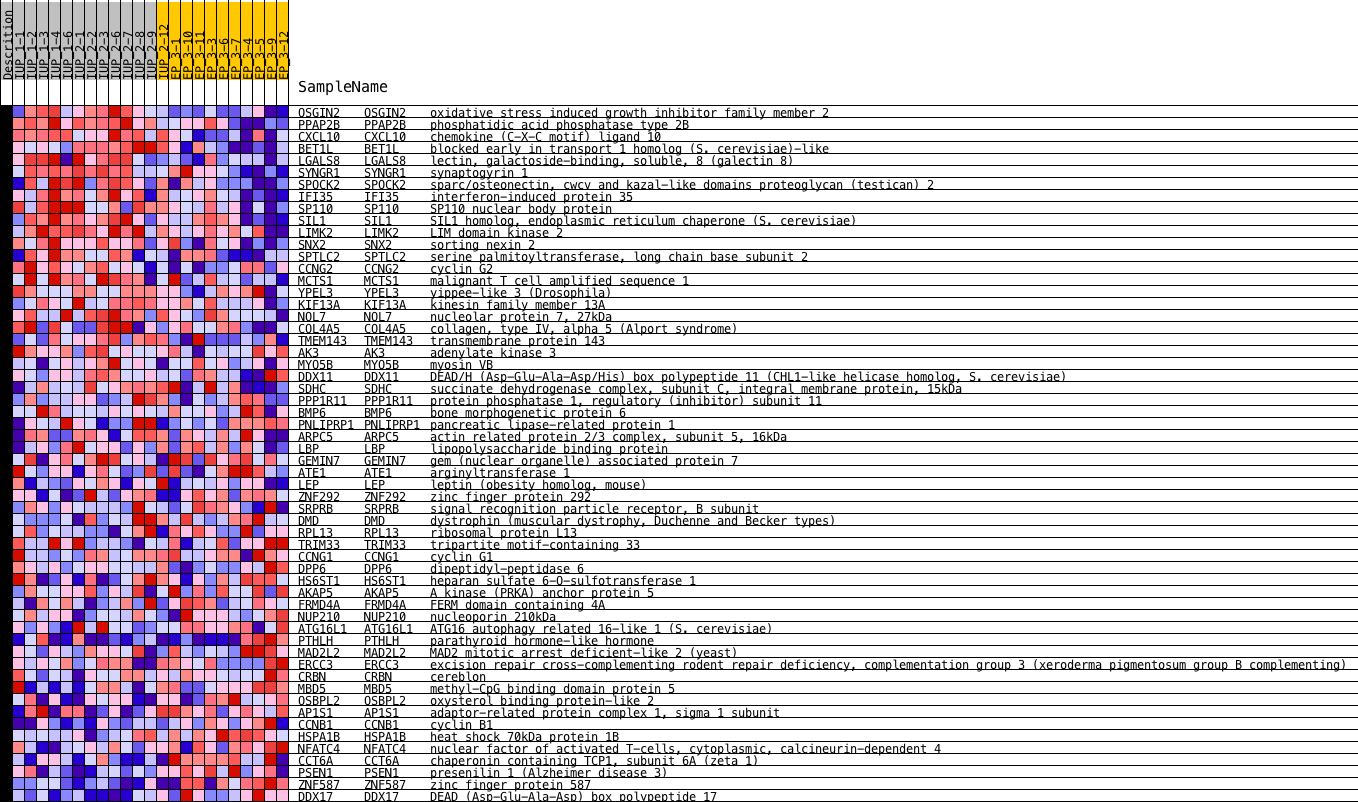 Descrition
IUP_1-1
IUP_1-2
IUP_1-3
IUP_1-4
IUP_1-6
IUP_2-1
IUP_2-2
IUP_2-3
IUP_2-6
IUP_2-7
IUP_2-8
IUP_2-9
IUP_2-12
EP_3-1
EP_3-10
EP_3-11
EP_3-3
EP_3-6
EP_3-7
EP_3-4
EP_3-5
EP_3-9
EP_3-12
SampleName
OSGIN2 OSGIN2 oxidative stress induced growth inhibitor family member 2
PPAP2B PPAP2B phosphatidic acid phosphatase type 2B
CXCL10 CXCL10 chemokine (C-X-C motif) ligand 10
BET1L BET1L blocked early in transport 1 homolog (S. cerevisiae)-like
LGALS8 LGALS8 lectin, galactoside-binding, soluble, 8 (galectin 8)
SYNGR1 SYNGR1 synaptogyrin 1
SPOCK2 SPOCK2 sparc/osteonectin, cwcv and kazal-like domains proteoglycan (testican) 2
IFI35 IFI35 interferon-induced protein 35
SP110 SP110 SP110 nuclear body protein
SIL1 SIL1 SIL1 homolog, endoplasmic reticulum chaperone (S. cerevisiae)
LIMK2 LIMK2 LIM domain kinase 2
SNX2 SNX2 sorting nexin 2
SPTLC2 SPTLC2 serine palmitoyltransferase, long chain base subunit 2
CCNG2 CCNG2 cyclin G2
MCTS1 MCTS1 malignant T cell amplified sequence 1
YPEL3 YPEL3 yippee-like 3 (Drosophila)
KIF13A KIF13A kinesin family member 13A
NOL7 NOL7 nucleolar protein 7, 27kDa
COL4A5 COL4A5 collagen, type IV, alpha 5 (Alport syndrome)
TMEM143 TMEM143 transmembrane protein 143
AK3 AK3 adenylate kinase 3
MYO5B MYO5B myosin VB
DDX11 DDX11 DEAD/H (Asp-Glu-Ala-Asp/His) box polypeptide 11 (CHL1-like helicase homolog, S. cerevisiae)
SDHC SDHC succinate dehydrogenase complex, subunit C, integral membrane protein, 15kDa
PPP1R11 PPP1R11 protein phosphatase 1, regulatory (inhibitor) subunit 11
BMP6 BMP6 bone morphogenetic protein 6
PNLIPRP1 PNLIPRP1 pancreatic lipase-related protein 1
ARPC5 ARPC5 actin related protein 2/3 complex, subunit 5, 16kDa
LBP LBP lipopolysaccharide binding protein
GEMIN7 GEMIN7 gem (nuclear organelle) associated protein 7
ATE1 ATE1 arginyltransferase 1
LEP LEP leptin (obesity homolog, mouse)
ZNF292 ZNF292 zinc finger protein 292
SRPRB SRPRB signal recognition particle receptor, B subunit
DMD DMD dystrophin (muscular dystrophy, Duchenne and Becker types)
RPL13 RPL13 ribosomal protein L13
TRIM33 TRIM33 tripartite motif-containing 33
CCNG1 CCNG1 cyclin G1
DPP6 DPP6 dipeptidyl-peptidase 6
HS6ST1 HS6ST1 heparan sulfate 6-O-sulfotransferase 1
AKAP5 AKAP5 A kinase (PRKA) anchor protein 5
FRMD4A FRMD4A FERM domain containing 4A
NUP210 NUP210 nucleoporin 210kDa
ATG16L1 ATG16L1 ATG16 autophagy related 16-like 1 (S. cerevisiae)
PTHLH PTHLH parathyroid hormone-like hormone
MAD2L2 MAD2L2 MAD2 mitotic arrest deficient-like 2 (yeast)
ERCC3 ERCC3 excision repair cross-complementing rodent repair deficiency, complementation group 3 (xeroderma pigmentosum group B complementing)
CRBN CRBN cereblon
MBD5 MBD5 methyl-CpG binding domain protein 5
OSBPL2 OSBPL2 oxysterol binding protein-like 2
AP1S1 AP1S1 adaptor-related protein complex 1, sigma 1 subunit
CCNB1 CCNB1 cyclin B1
HSPA1B HSPA1B heat shock 70kDa protein 1B
NFATC4 NFATC4 nuclear factor of activated T-cells, cytoplasmic, calcineurin-dependent 4
CCT6A CCT6A chaperonin containing TCP1, subunit 6A (zeta 1)
PSEN1 PSEN1 presenilin 1 (Alzheimer disease 3)
ZNF587 ZNF587 zinc finger protein 587
DDX17 DDX17 DEAD (Asp-Glu-Ala-Asp) box polypeptide 17